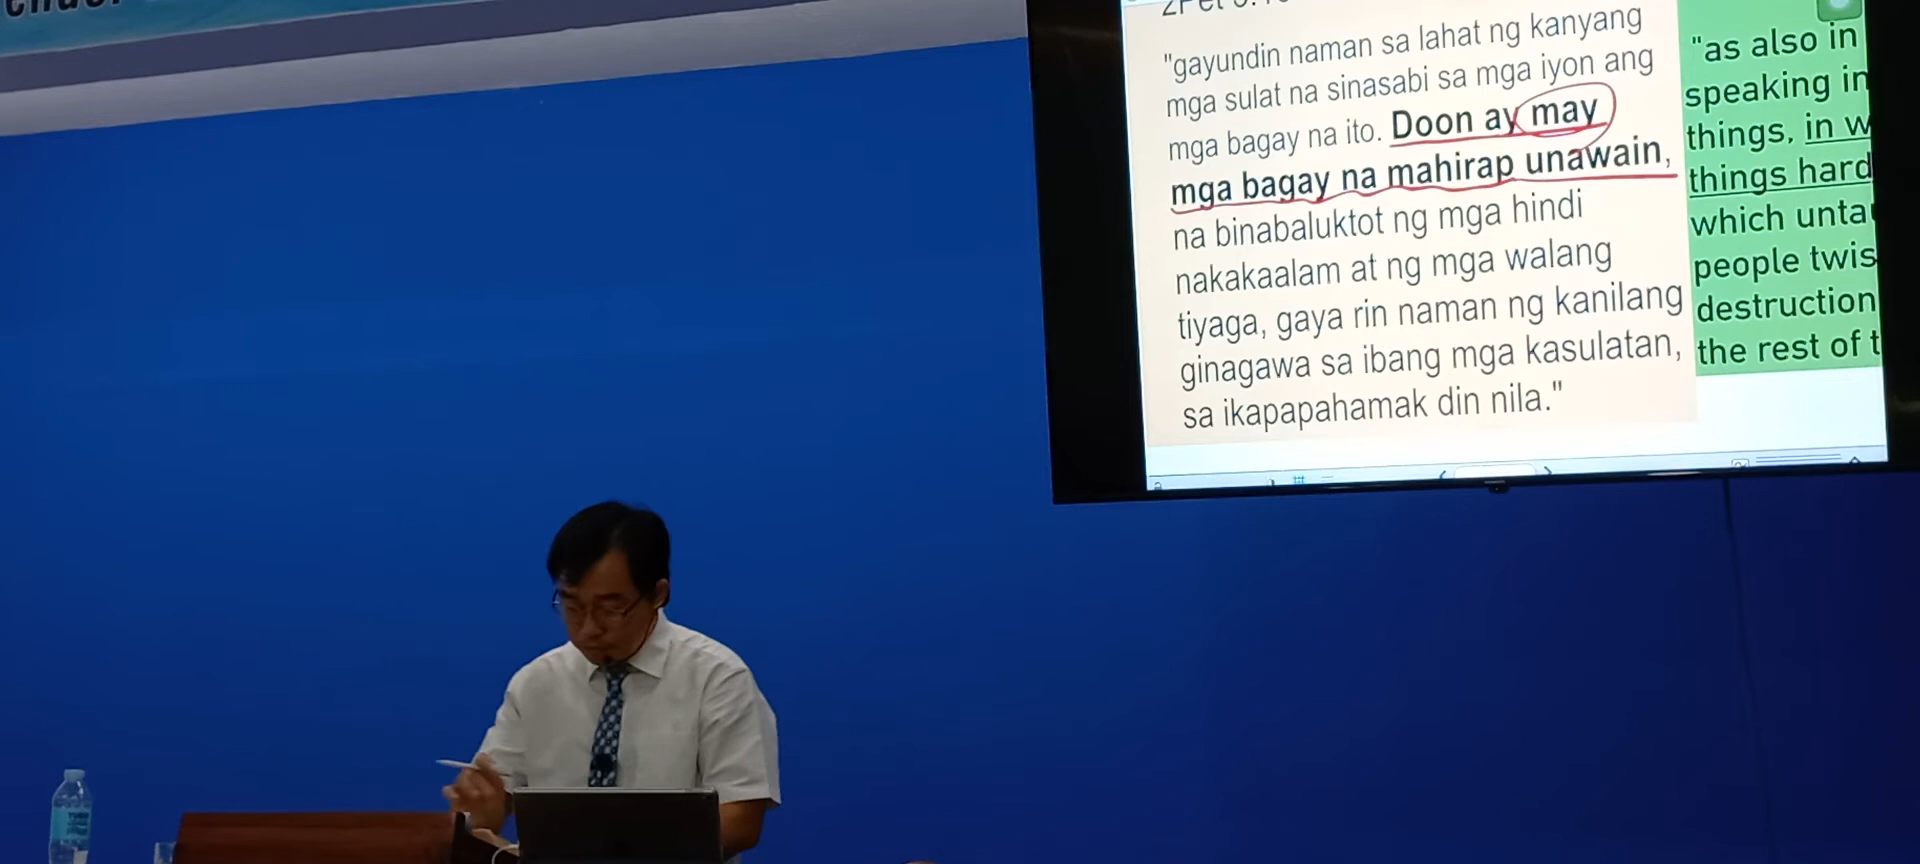 "gayundin naman sa lahat ng kanyang
mga sulat na sinasabi sa mga iyon ang
mga bagay na ito. Doon ay may
mga bagay na mahirap unawain,
na binabaluktot ng mga hindi
nakakaalam at ng mga walang
tiyaga, gaya rin naman ng kanilang
ginagawa sa ibang mga kasulatan,
sa ikapapahamak din nila."
"as also in
speaking in
things, in w
things hard
which unta
people twis
destruction
the rest of t